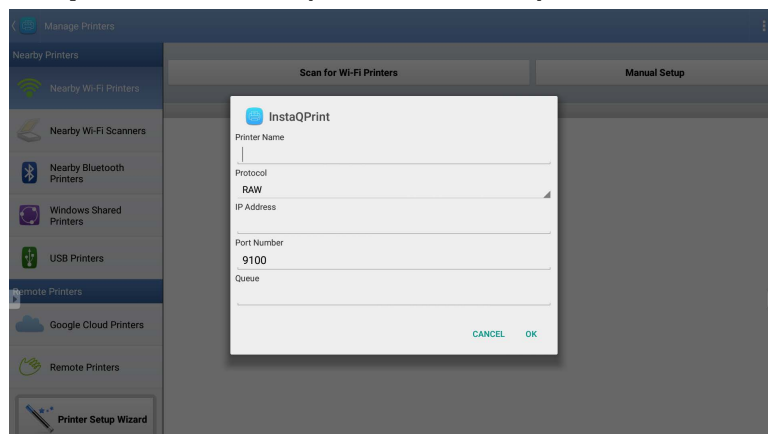 Manage Printers
Nearby Printers
Nearby Wi-Fi Printers
Nearby Wi-Fi Scanners
Nearby Bluetooth
Printers
Windows Shared
Printers
USB Printers
Remote Printers
Google Cloud Printers
Remote Printers
Printer Setup Wizard
Scan for Wi-Fi Printers
Manual Setup
InstaQPrint
Printer Name
Protocol
RAW
IP Address
Port Number
9100
Queue
CANCEL OK